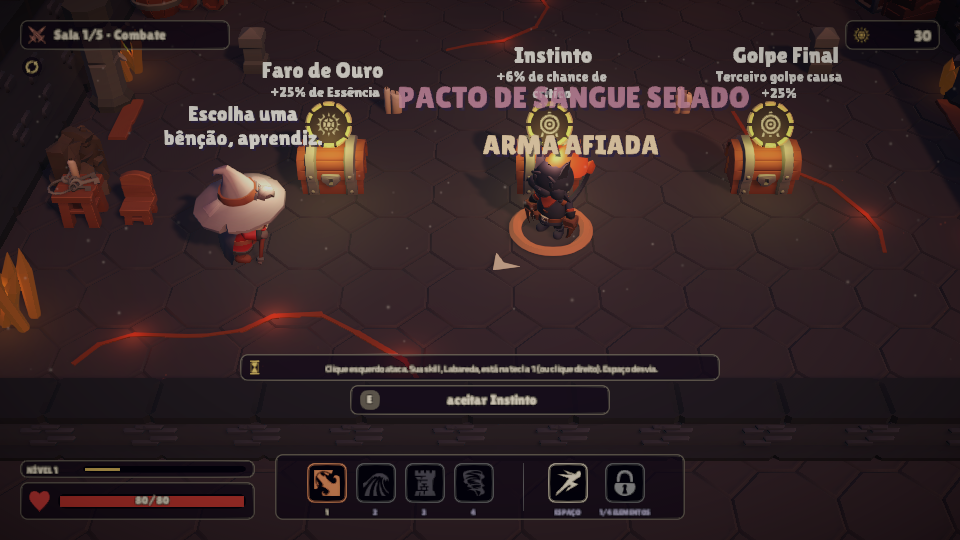 Sala 1/5 - Combate
30
Faro de Ouro
+25% de Essência
Instinto
+6% de chance de
crítico
Golpe Final
Terceiro golpe causa
+25%
PACTO DE SANGUE SELADO
Escolha uma
bênção, aprendiz.
ARMA AFIADA
Clique esquerdo ataca. Sua skill, Labareda, está na tecla 1 (ou clique direito). Espaço desvia.
E
aceitar Instinto
NÍVEL 1
80/80
1
2
3
4
ESPAÇO
1/4 ELEMENTOS